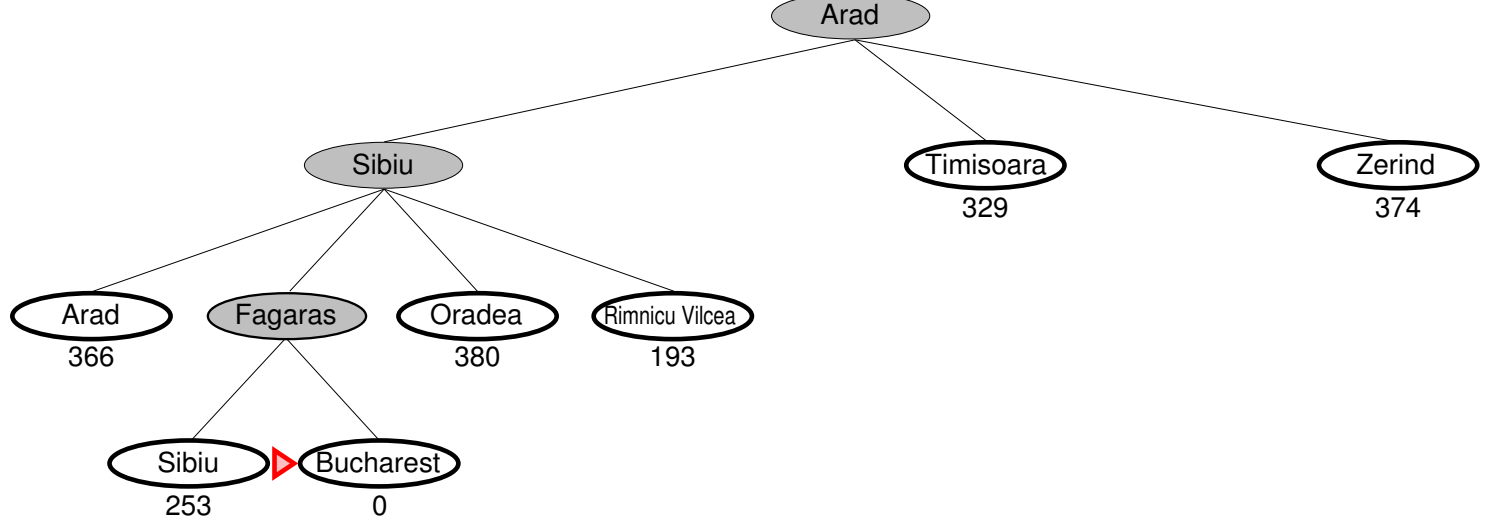 Arad
Sibiu
Timisoara
Zerind
329
374
Arad
Fagaras
Oradea
Rimnicu Vilcea
366
380
193
Sibiu
Bucharest
253
0